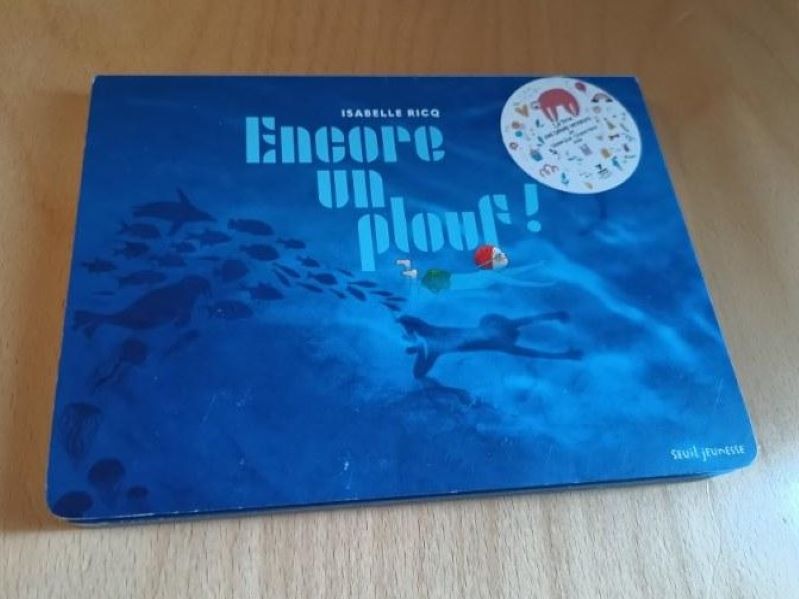 ISABELLE RICQ
Encore
un
plouf !
seuil jeunesse